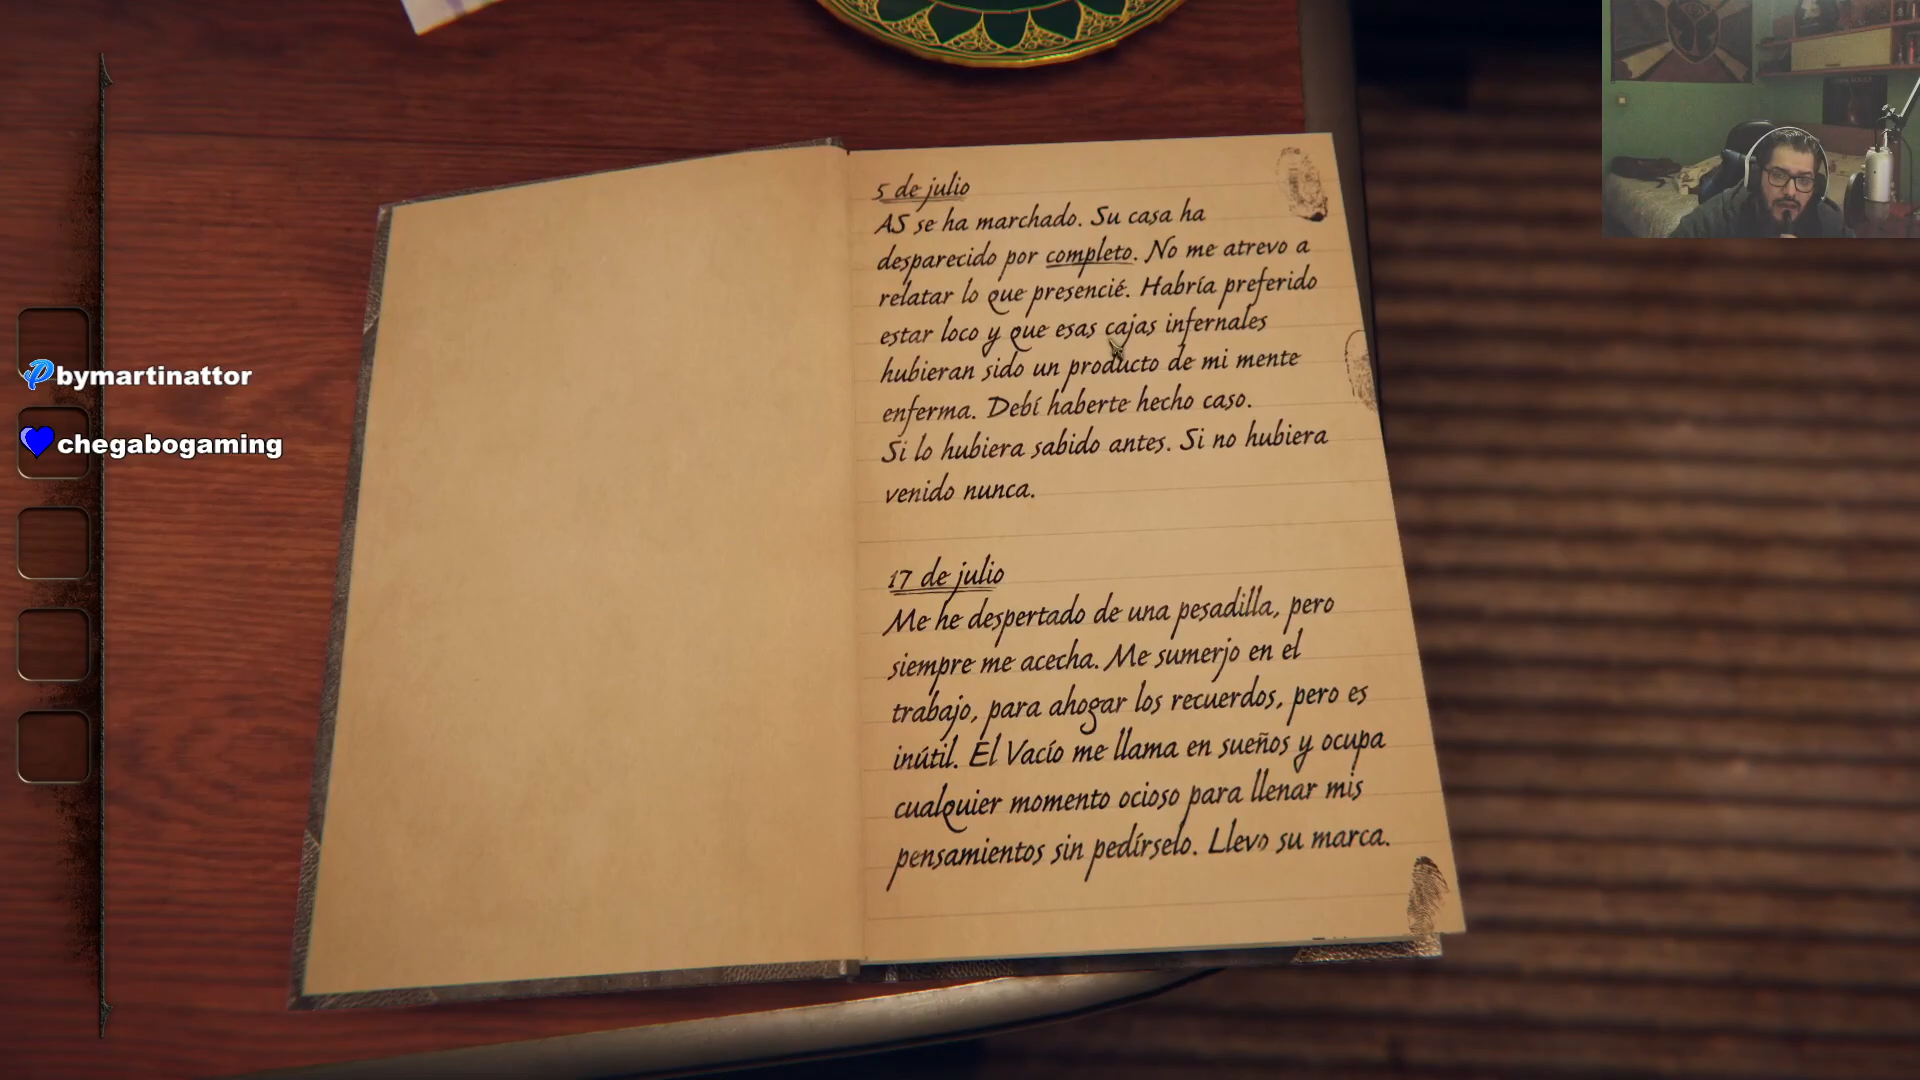 bymartinattor
chegabogaming
5 de julio
AS se ha marchado. Su casa ha
desparecido por completo. No me atrevo a
relatar lo que presencié. Habría preferido
estar loco y que esas cajas infernales
hubieran sido un producto de mi mente
enferma. Debí haberte hecho caso.
Si lo hubiera sabido antes. Si no hubiera
venido nunca.
17 de julio
Me he despertado de una pesadilla, pero
siempre me acecha. Me sumerjo en el
trabajo, para ahogar los recuerdos, pero es
inútil. El Vacío me llama en sueños y ocupa
cualquier momento ocioso para llenar mis
pensamientos sin pedírselo. Llevo su marca.